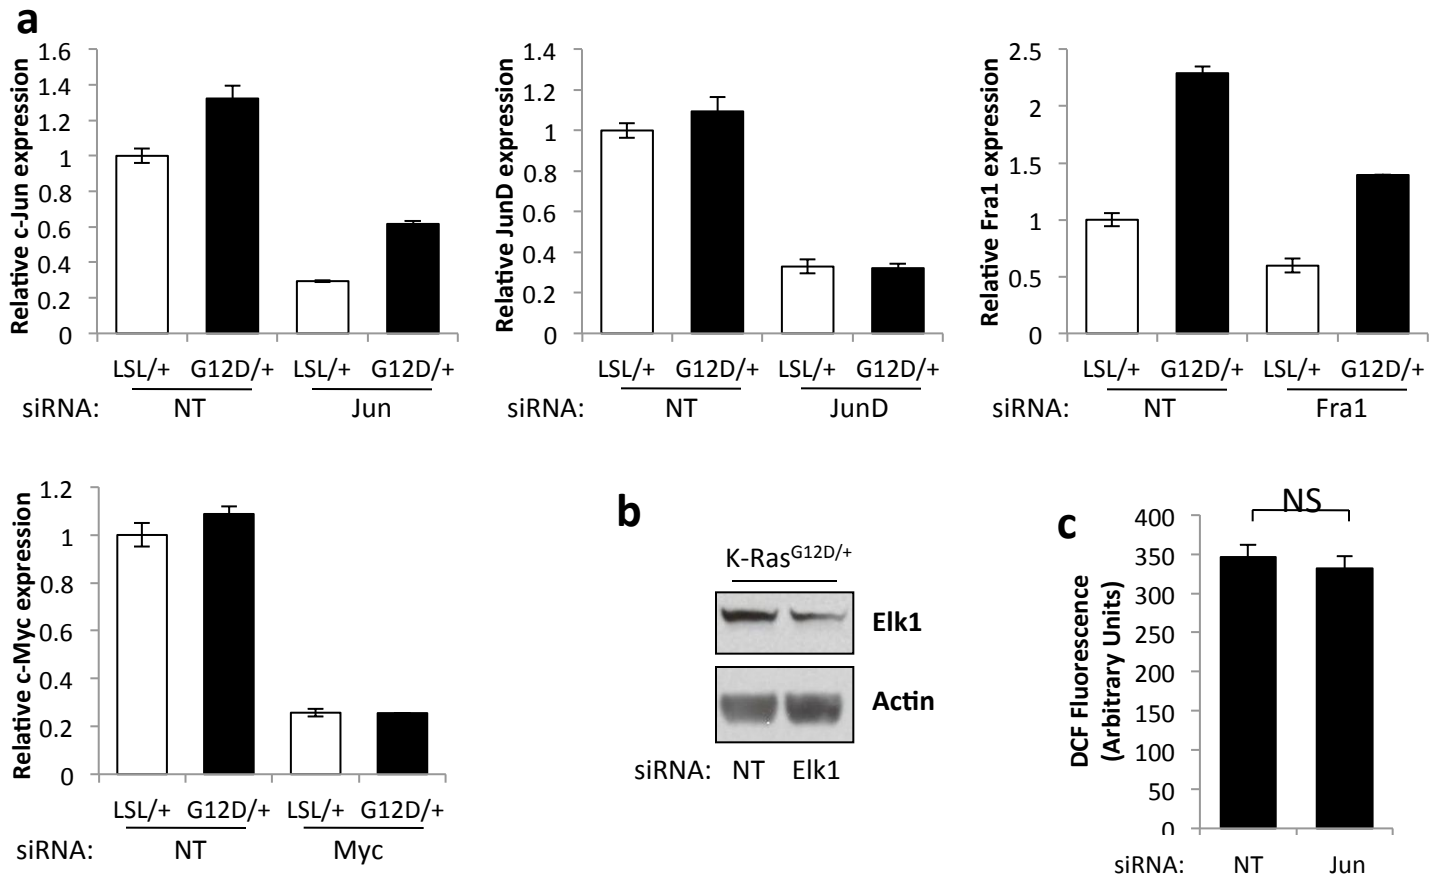 a
Relative c-Jun expression
1.6
1.4
1.2
1
0.8
0.6
0.4
0.2
0
LSL/+ G12D/+ LSL/+ G12D/+
siRNA: NT Jun
Relative JunD expression
1.4
1.2
1
0.8
0.6
0.4
0.2
0
LSL/+ G12D/+ LSL/+ G12D/+
siRNA: NT JunD
Relative Fra1 expression
2.5
2
1.5
1
0.5
0
LSL/+ G12D/+ LSL/+ G12D/+
siRNA: NT Fra1
Relative c-Myc expression
1.2
1
0.8
0.6
0.4
0.2
0
LSL/+ G12D/+ LSL/+ G12D/+
siRNA: NT Myc
b
K-Ras^G12D/+
Elk1
Actin
siRNA: NT Elk1
c
NS
DCF Fluorescence
(Arbitrary Units)
400
350
300
250
200
150
100
50
0
siRNA: NT Jun